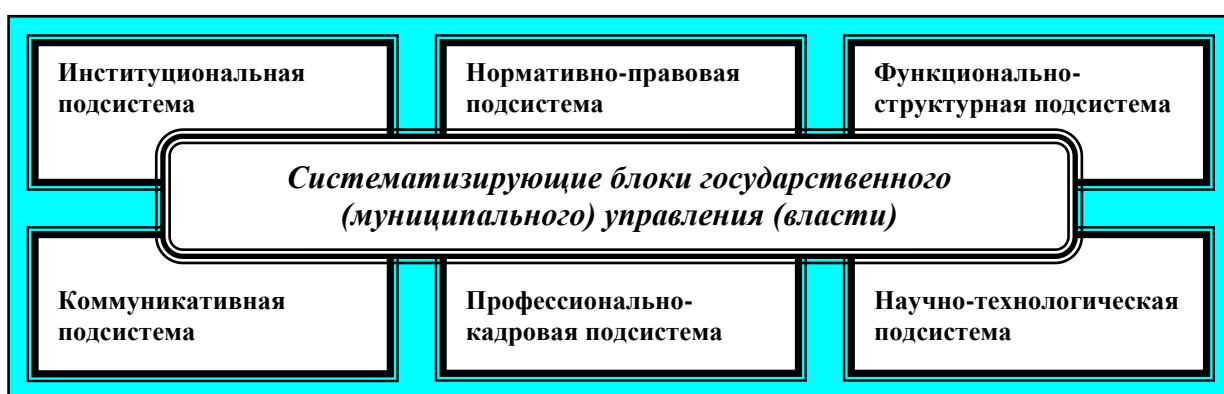 Институциональная
подсистема
Нормативно-правовая
подсистема
Функционально-
структурная подсистема
Систематизирующие блоки государственного
(муниципального) управления (власти)
Коммуникативная
подсистема
Профессионально-
кадровая подсистема
Научно-технологическая
подсистема